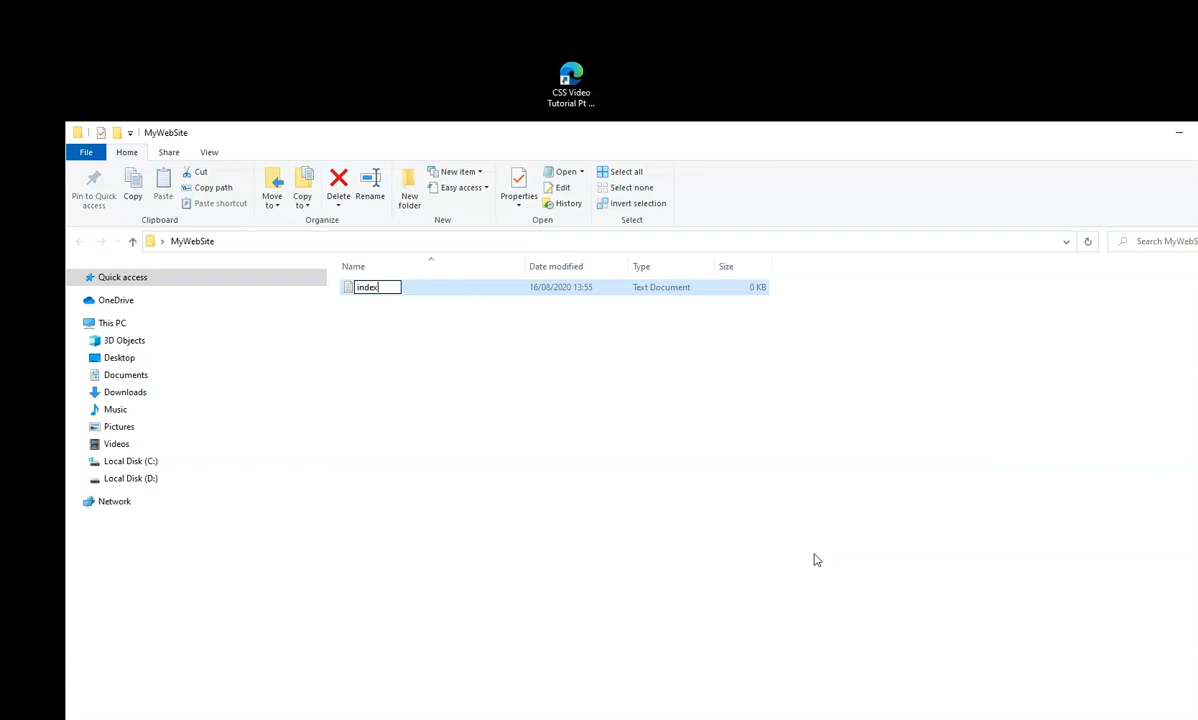 CSS Video
Tutorial Pt ...
MyWebSite
File
Home
Share
View
Pin to Quick
access
Copy
Paste
Cut
Copy path
Paste shortcut
Clipboard
Move
to
Copy
to
Delete
Rename
Organize
New
folder
New item
Easy access
New
Properties
Open
Edit
History
Open
Select all
Select none
Invert selection
Select
MyWebSite
Search MyWebS
Quick access
OneDrive
This PC
3D Objects
Desktop
Documents
Downloads
Music
Pictures
Videos
Local Disk (C:)
Local Disk (D:)
Network
Name
Date modified
Type
Size
index
16/08/2020 13:55
Text Document
0 KB